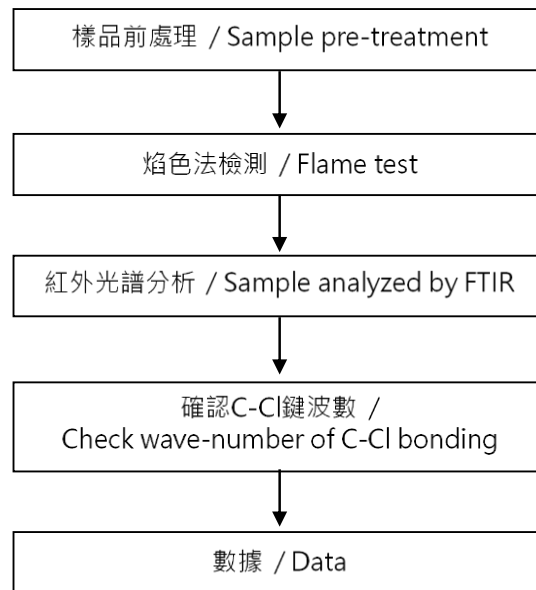 樣品前處理 / Sample pre-treatment
焰色法檢測 / Flame test
紅外光譜分析 / Sample analyzed by FTIR
確認C-Cl鍵波數 /
Check wave-number of C-Cl bonding
數據 / Data